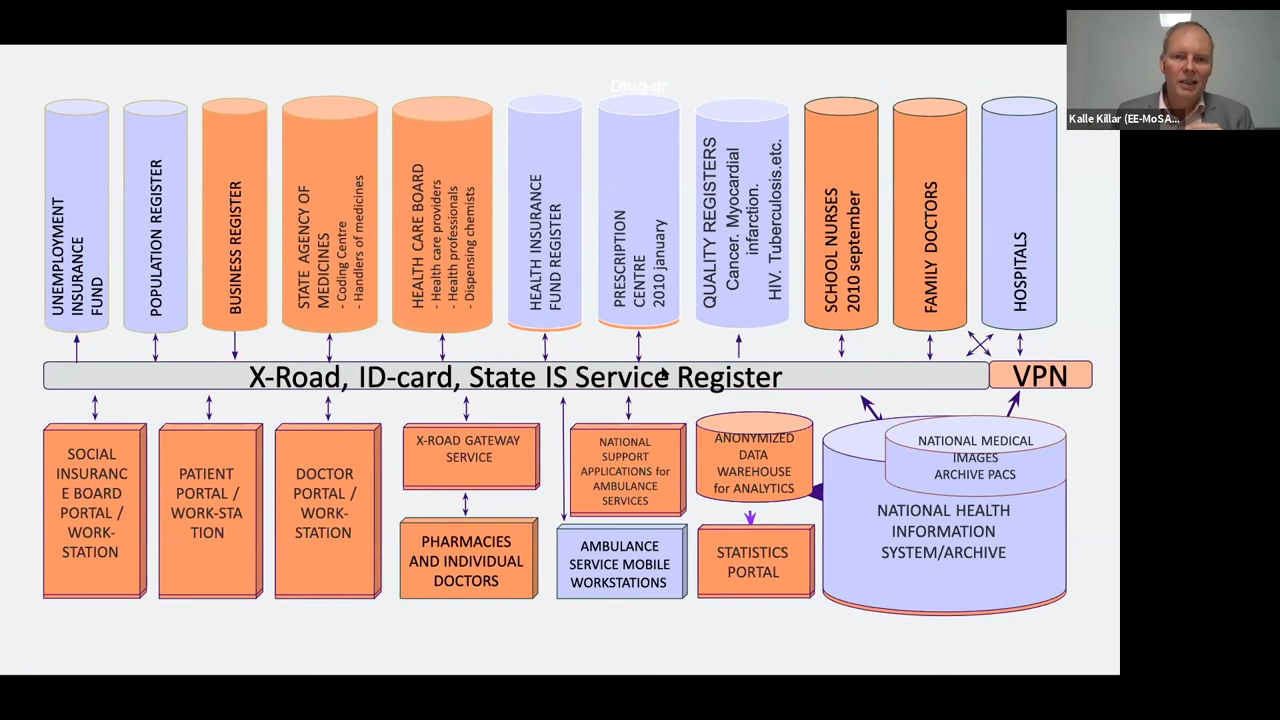 Drug-dr
Kalle Killar (EE-MoSA...
UNEMPLOYMENT
INSURANCE
FUND
POPULATION REGISTER
BUSINESS REGISTER
STATE AGENCY OF
MEDICINES
- Coding Centre
- Handlers of medicines
HEALTH CARE BOARD
- Health care providers
- Health professionals
- Dispensing chemists
HEALTH INSURANCE
FUND REGISTER
PRESCRIPTION
CENTRE
2010 january
QUALITY REGISTERS
Cancer. Myocardial
infarction.
HIV. Tuberculosis.etc.
SCHOOL NURSES
2010 september
FAMILY DOCTORS
HOSPITALS
X-Road, ID-card, State IS Service Register
VPN
SOCIAL
INSURANC
E BOARD
PORTAL /
WORK-
STATION
PATIENT
PORTAL /
WORK-STA
TION
DOCTOR
PORTAL /
WORK-
STATION
X-ROAD GATEWAY
SERVICE
PHARMACIES
AND INDIVIDUAL
DOCTORS
NATIONAL
SUPPORT
APPLICATIONS for
AMBULANCE
SERVICES
AMBULANCE
SERVICE MOBILE
WORKSTATIONS
ANONYMIZED
DATA
WAREHOUSE
for ANALYTICS
STATISTICS
PORTAL
NATIONAL MEDICAL
IMAGES
ARCHIVE PACS
NATIONAL HEALTH
INFORMATION
SYSTEM/ARCHIVE